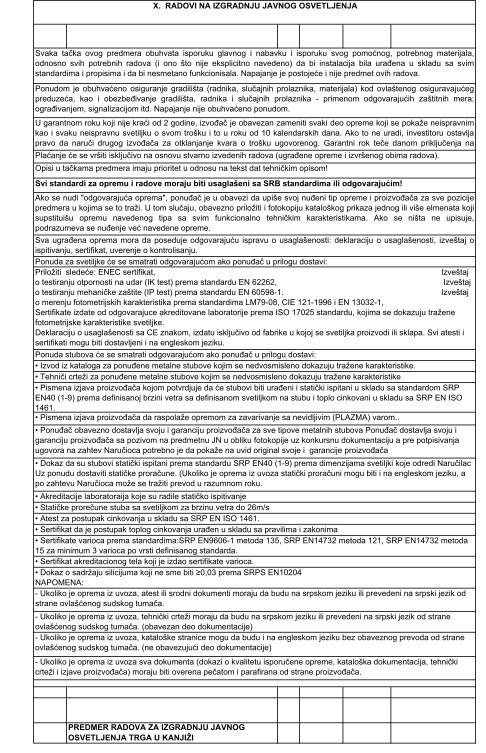 X. RADOVI NA IZGRADNJU JAVNOG OSVETLJENJA
Svaka tačka ovog predmera obuhvata isporuku glavnog i nabavku i isporuku svog pomoćnog, potrebnog materijala,
odnosno svih potrebnih radova (i ono što nije eksplicitno navedeno) da bi instalacija bila urađena u skladu sa svim
standardima i propisima i da bi nesmetano funkcionisala. Napajanje je postojeće i nije predmet ovih radova.
Ponudom je obuhvaćeno osiguranje gradilišta (radnika, slučajnih prolaznika, materijala) kod ovlašćenog osiguravajućeg
preduzeća, kao i obezbeđivanje gradilišta, radnika i slučajnih prolaznika - primenom odgovarajućih zaštitnih mera;
ograđivanjem, signalizacijom itd. Napajanje nije obuhvaćeno ponudom.
U garantnom roku koji nije kraći od 2 godine, izvođač je obavezan zameniti svaki deo opreme koji se pokaže neispravnim
kao i svaku neispravnu svetiljku o svom trošku i to u roku od 10 kalendarskih dana. Ako to ne uradi, investitoru ostavlja
pravo da naruči drugog izvođača za otklanjanje kvara o trošku ugovorenog. Garantni rok teče danom priključenja na
Plaćanje će se vršiti isključivo na osnovu stvarno izvedenih radova (ugrađene opreme i izvršenog obima radova).
Opisi u tačkama predmera imaju prioritet u odnosu na tekst dat tehničkim opisom!
Svi standardi za opremu i radove moraju biti usaglašeni sa SRB standardima ili odgovarajućim!
Ako se nudi "odgovarajuća oprema", ponuđač je u obavezi da upiše svoj nuđeni tip opreme i proizvođača za sve pozicije
predmera u kojima se to traži. U tom slučaju, obavezno priložiti i fotokopiju kataloškog prikaza jednog ili više elmenata koji
supstituišu opremu navedenog tipa sa svim funkcionalno tehničkim karakteristikama. Ako se ništa ne upisuje,
podrazumeva se nuđenje već navedene opreme.
Sva ugrađena oprema mora da poseduje odgovarajuću ispravu o usaglašenosti: deklaraciju o usaglašenosti, izveštaj o
ispitivanju, sertifikat, uverenje o kontrolisanju.
Ponuda za svetiljke će se smatrati odgovarajućom ako ponuđač u prilogu dostavi:
Priložiti sledeće: ENEC sertifikat, Izveštaj
o testiranju otpornosti na udar (IK test) prema standardu EN 62262, Izveštaj
o testiranju mehaničke zaštite (IP test) prema standardu EN 60598-1. Izveštaj
o merenju fotometrijskih karakteristika prema standardima LM79-08, CIE 121-1996 i EN 13032-1,
Sertifikate izdate od odgovarajuce akreditovane laboratorije prema ISO 17025 standardu, kojima se dokazuju tražene
fotometrijske karakteristike svetiljke.
Deklaraciju o usaglašenosti sa CE znakom, izdatu isključivo od fabrike u kojoj se svetiljka proizvodi ili sklapa. Svi atesti i
sertifikati mogu biti dostavljeni i na engleskom jeziku.
Ponuda stubova će se smatrati odgovarajućom ako ponuđač u prilogu dostavi:
• Izvod iz kataloga za ponuđene metalne stubove kojim se nedvosmisleno dokazuju tražene karakteristike.
• Tehniči crteži za ponuđene metalne stubove kojim se nedvosmisleno dokazuju tražene karakteristike
• Pismena izjava proizvođača kojom potvrdjuje da će stubovi biti urađeni i statički ispitani u skladu sa standardom SRP
EN40 (1-9) prema definisanoj brzini vetra sa definisanom svetiljkom na stubu i toplo cinkovani u skladu sa SRP EN ISO
1461.
• Pismena izjava proizvođača da raspolaže opremom za zavarivanje sa nevidljivim (PLAZMA) varom..
• Ponuđač obavezno dostavlja svoju i garanciju proizvođača za sve tipove metalnih stubova Ponuđač dostavlja svoju i
garanciju proizvođača sa pozivom na predmetnu JN u obliku fotokopije uz konkursnu dokumentaciju a pre potpisivanja
ugovora na zahtev Naručioca potrebno je da pokaže na uvid original svoje i garancije proizvođača
• Dokaz da su stubovi statički ispitani prema standardu SRP EN40 (1-9) prema dimenzijama svetiljki koje odredi Naručilac
Uz ponudu dostaviti statičke proračune. (Ukoliko je oprema iz uvoza statički proračuni mogu biti i na engleskom jeziku, a
po zahtevu Naručioca može se tražiti prevod u razumnom roku.
• Akreditacije laboratoraija koje su radile statičko ispitivanje
• Statičke proračune stuba sa svetiljkom za brzinu vetra do 26m/s
• Atest za postupak cinkovanja u skladu sa SRP EN ISO 1461.
• Sertifikat da je postupak toplog cinkovanja urađen u skladu sa pravilima i zakonima
• Sertifikate varioca prema standardima:SRP EN9606-1 metoda 135, SRP EN14732 metoda 121, SRP EN14732 metoda
15 za minimum 3 varioca po vrsti definisanog standarda.
• Sertifikat akreditacionog tela koji je izdao sertifikate varioca.
• Dokaz o sadržaju silicijuma koji ne sme biti ≥0,03 prema SRPS EN10204
NAPOMENA:
- Ukoliko je oprema iz uvoza, atest ili srodni dokumenti moraju da budu na srpskom jeziku ili prevedeni na srpski jezik od
strane ovlašćenog sudskog tumača.
- Ukoliko je oprema iz uvoza, tehnički crteži moraju da budu na srpskom jeziku ili prevedeni na srpski jezik od strane
ovlašćenog sudskog tumača. (obavezan deo dokumentacije)
- Ukoliko je oprema iz uvoza, kataloške stranice mogu da budu i na engleskom jeziku bez obaveznog prevoda od strane
ovlašćenog sudskog tumača. (ne obavezujući deo dokumentacije)
- Ukoliko je oprema iz uvoza sva dokumenta (dokazi o kvalitetu isporučene opreme, kataloška dokumentacija, tehnički
crteži i izjave proizvođača) moraju biti overena pečatom i parafirana od strane proizvođača.
PREDMER RADOVA ZA IZGRADNJU JAVNOG
OSVETLJENJA TRGA U KANJIŽI